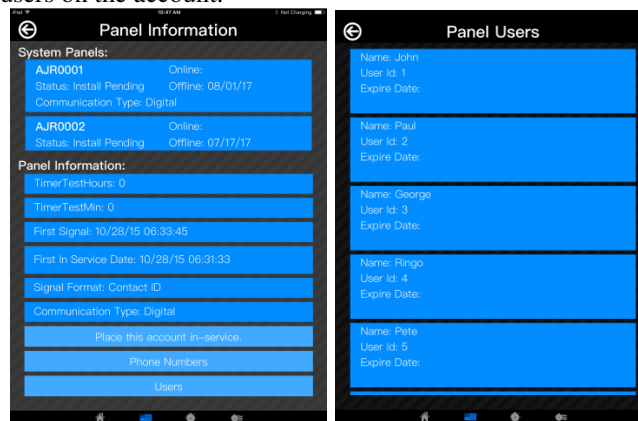 users on the account.
iPad
10:47 AM
Not Charging
Panel Information
System Panels:
AJR0001 Online:
Status: Install Pending Offline: 08/01/17
Communication Type: Digital
AJR0002 Online:
Status: Install Pending Offline: 07/17/17
Panel Information:
TimerTestHours: 0
TimerTestMin: 0
First Signal: 10/28/15 06:33:45
First In Service Date: 10/28/15 06:31:33
Signal Format: Contact ID
Communication Type: Digital
Place this account in-service.
Phone Numbers
Users
Panel Users
Name: John
User Id: 1
Expire Date:
Name: Paul
User Id: 2
Expire Date:
Name: George
User Id: 3
Expire Date:
Name: Ringo
User Id: 4
Expire Date:
Name: Pete
User Id: 5
Expire Date: